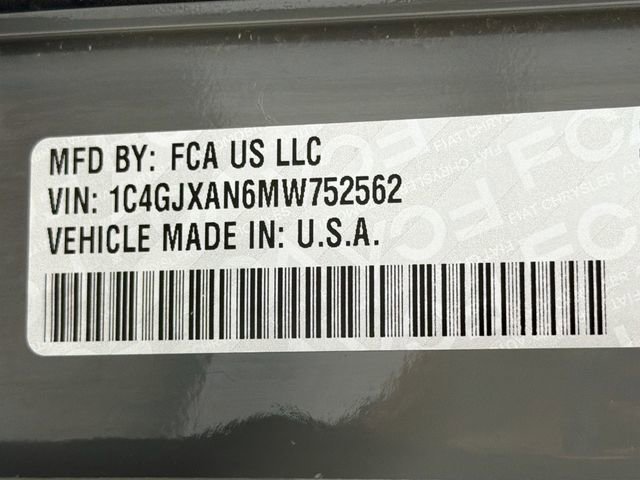 MFD BY: FCA US LLC
VIN: 1C4GJXAN6MW752562
VEHICLE MADE IN: U.S.A.